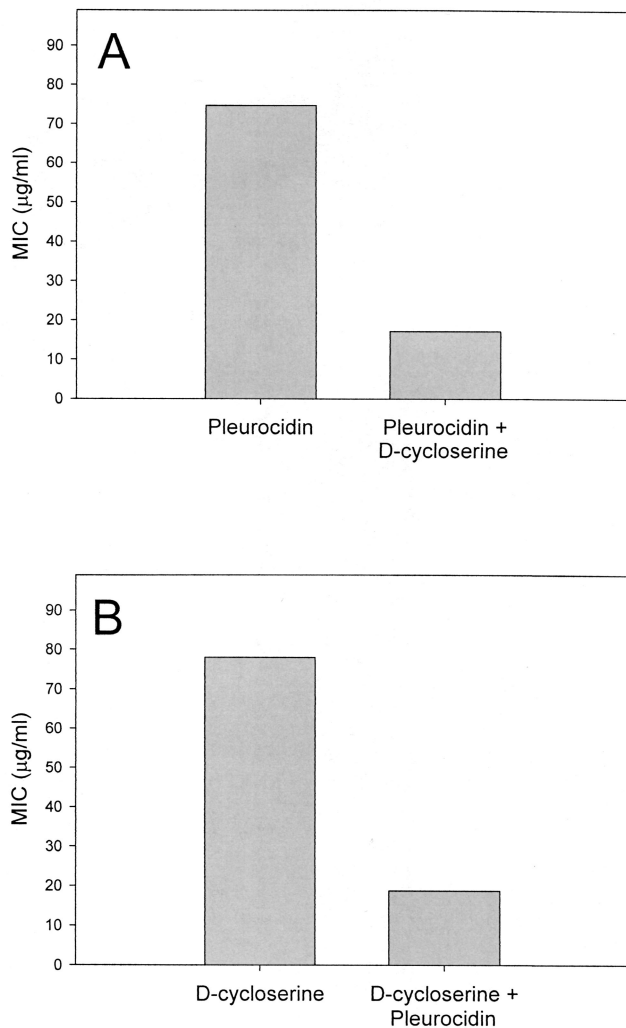 A
MIC (μg/ml)
90
80
70
60
50
40
30
20
10
0
Pleurocidin
Pleurocidin +
D-cycloserine
B
MIC (μg/ml)
90
80
70
60
50
40
30
20
10
0
D-cycloserine
D-cycloserine +
Pleurocidin